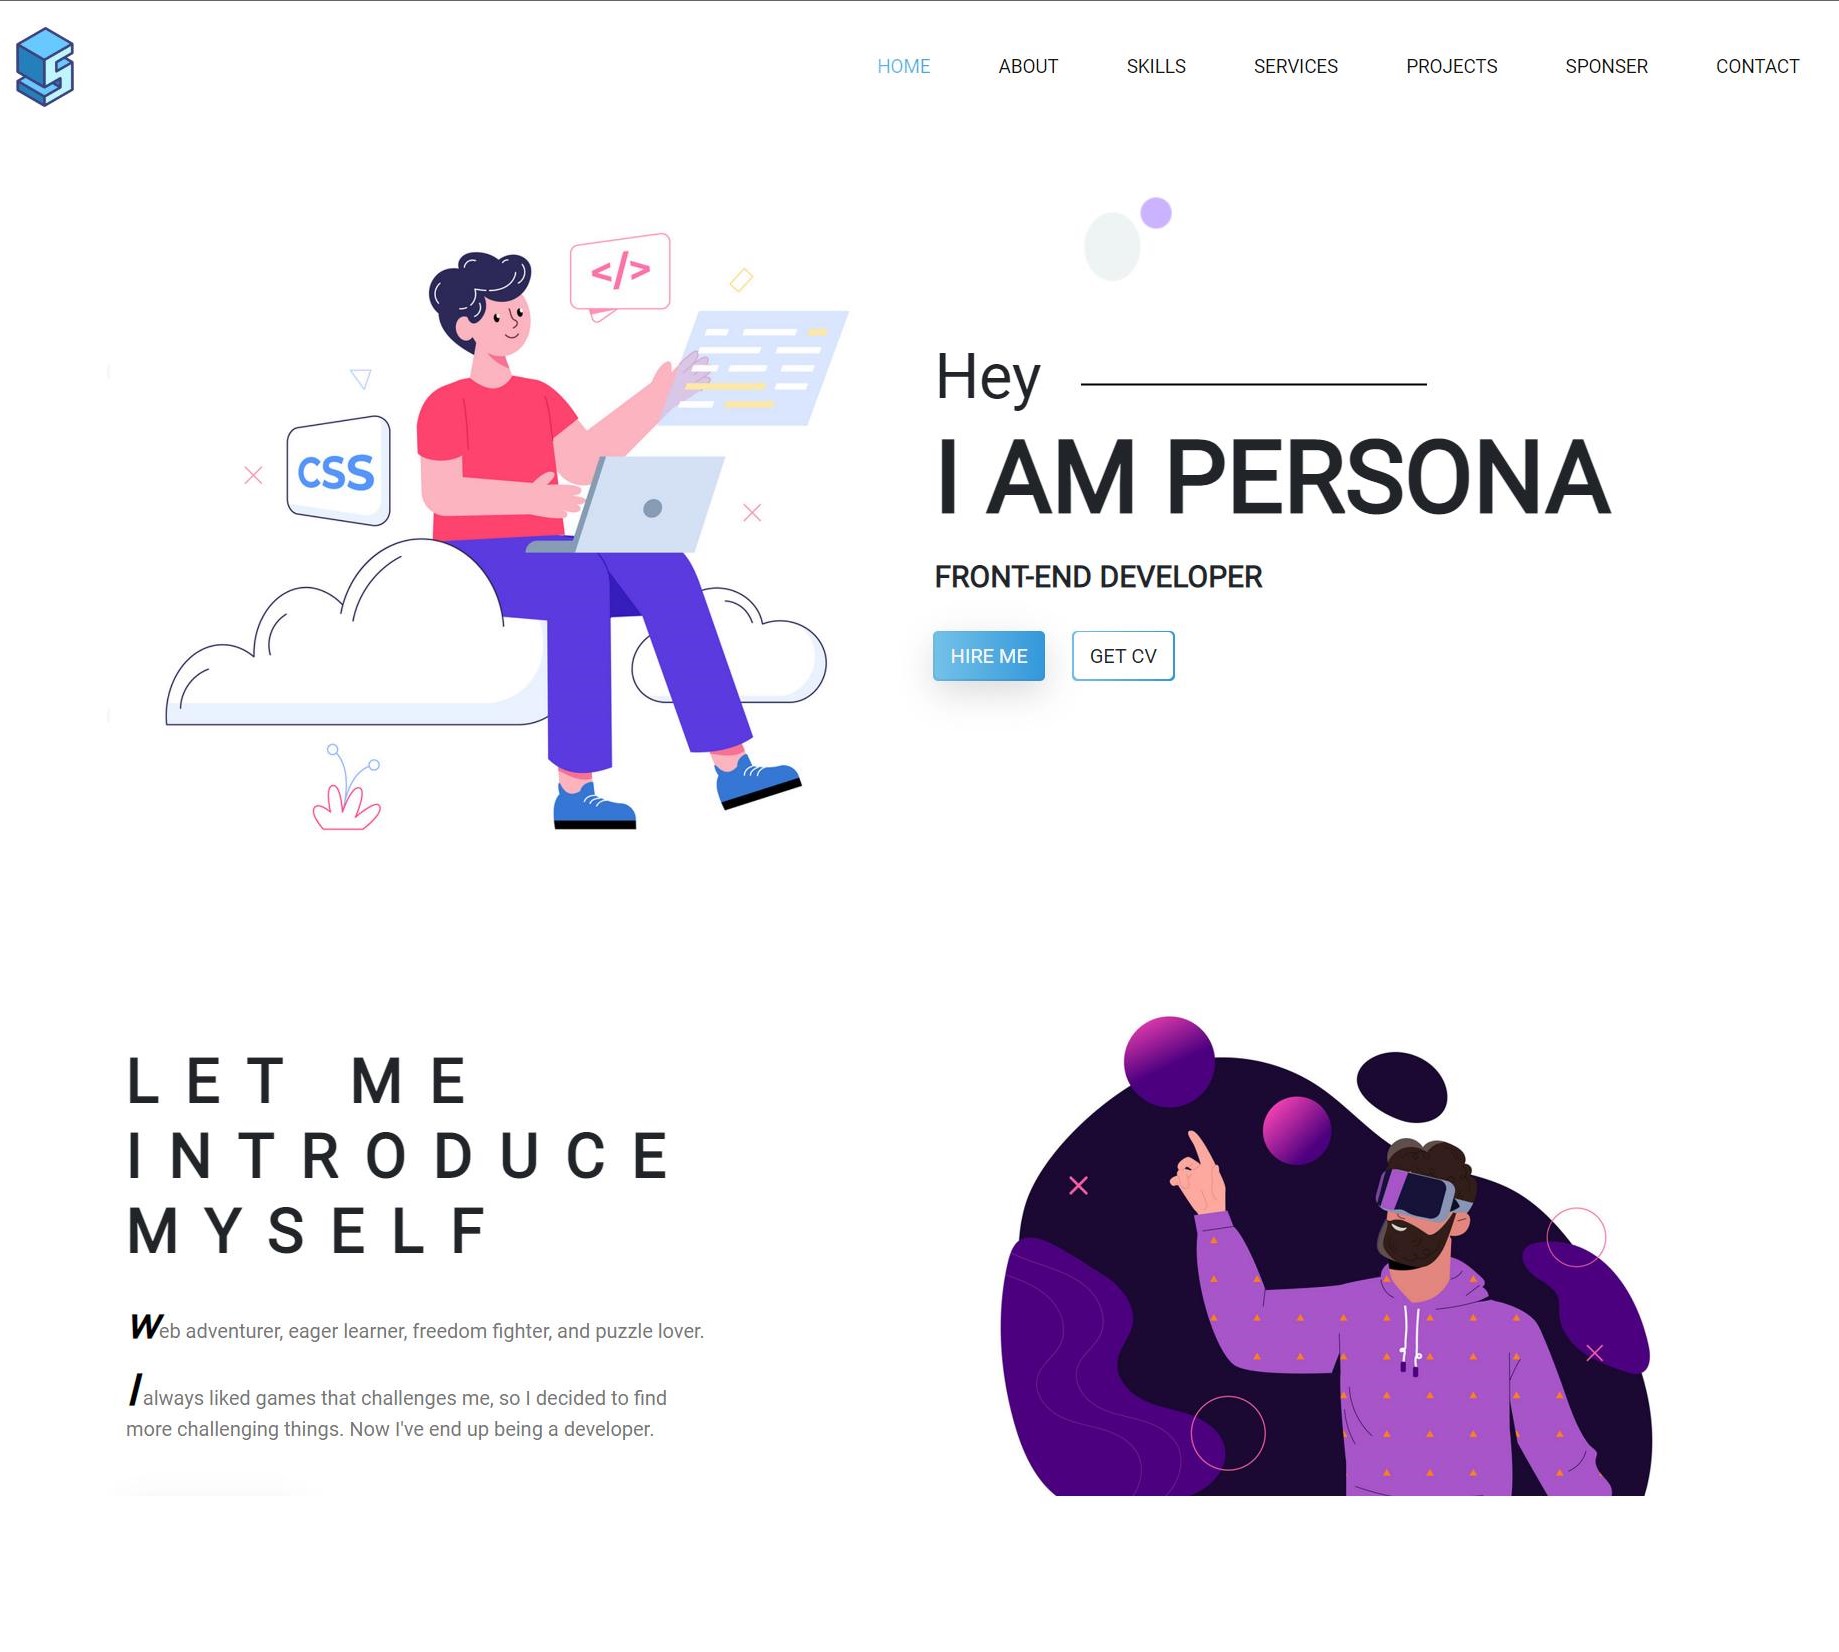 HOME ABOUT SKILLS SERVICES PROJECTS SPONSER CONTACT
</>
CSS
Hey
I AM PERSONA
FRONT-END DEVELOPER
HIRE ME GET CV
LET ME
INTRODUCE
MYSELF
Web adventurer, eager learner, freedom fighter, and puzzle lover.
I always liked games that challenges me, so I decided to find
more challenging things. Now I've end up being a developer.